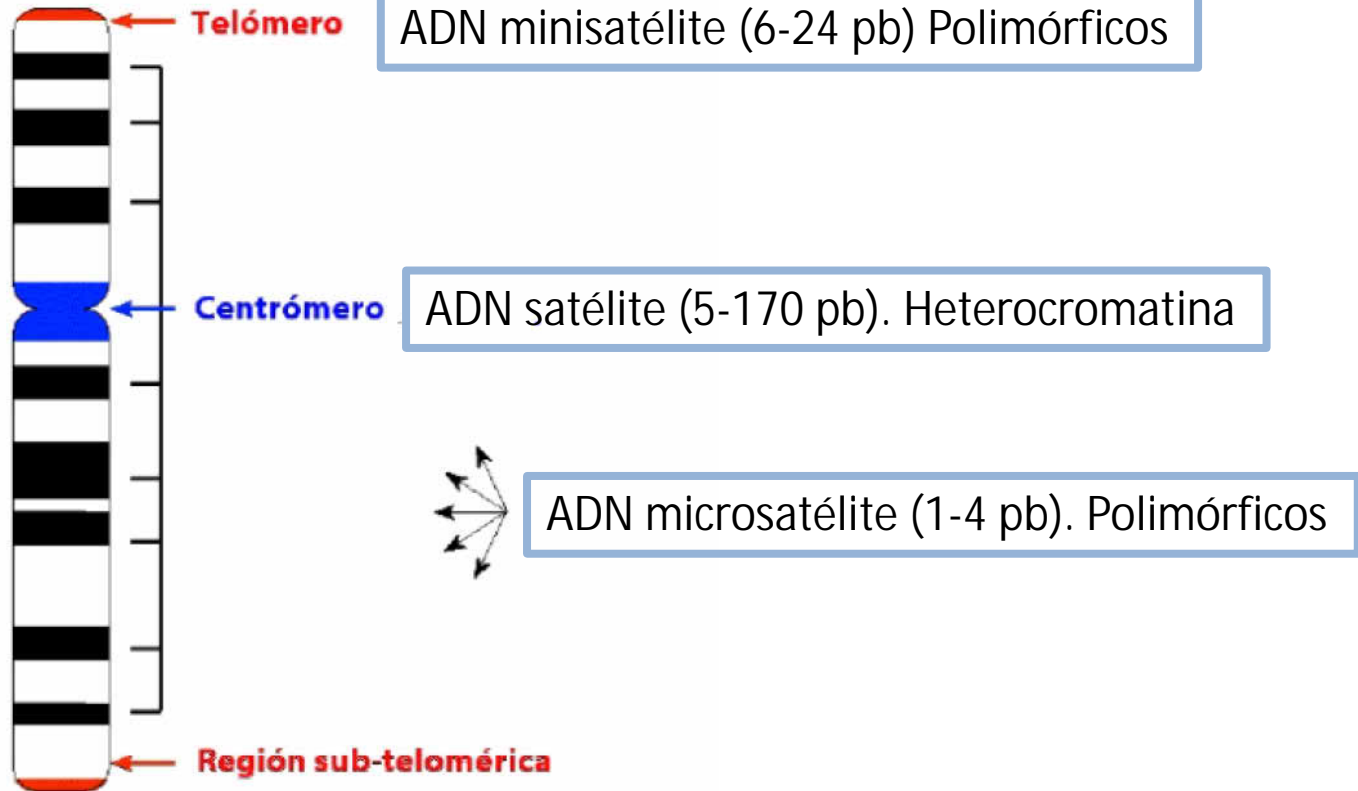 Telómero
ADN minisatélite (6-24 pb) Polimórficos
Centrómero
ADN satélite (5-170 pb). Heterocromatina
ADN microsatélite (1-4 pb). Polimórficos
Región sub-telomérica